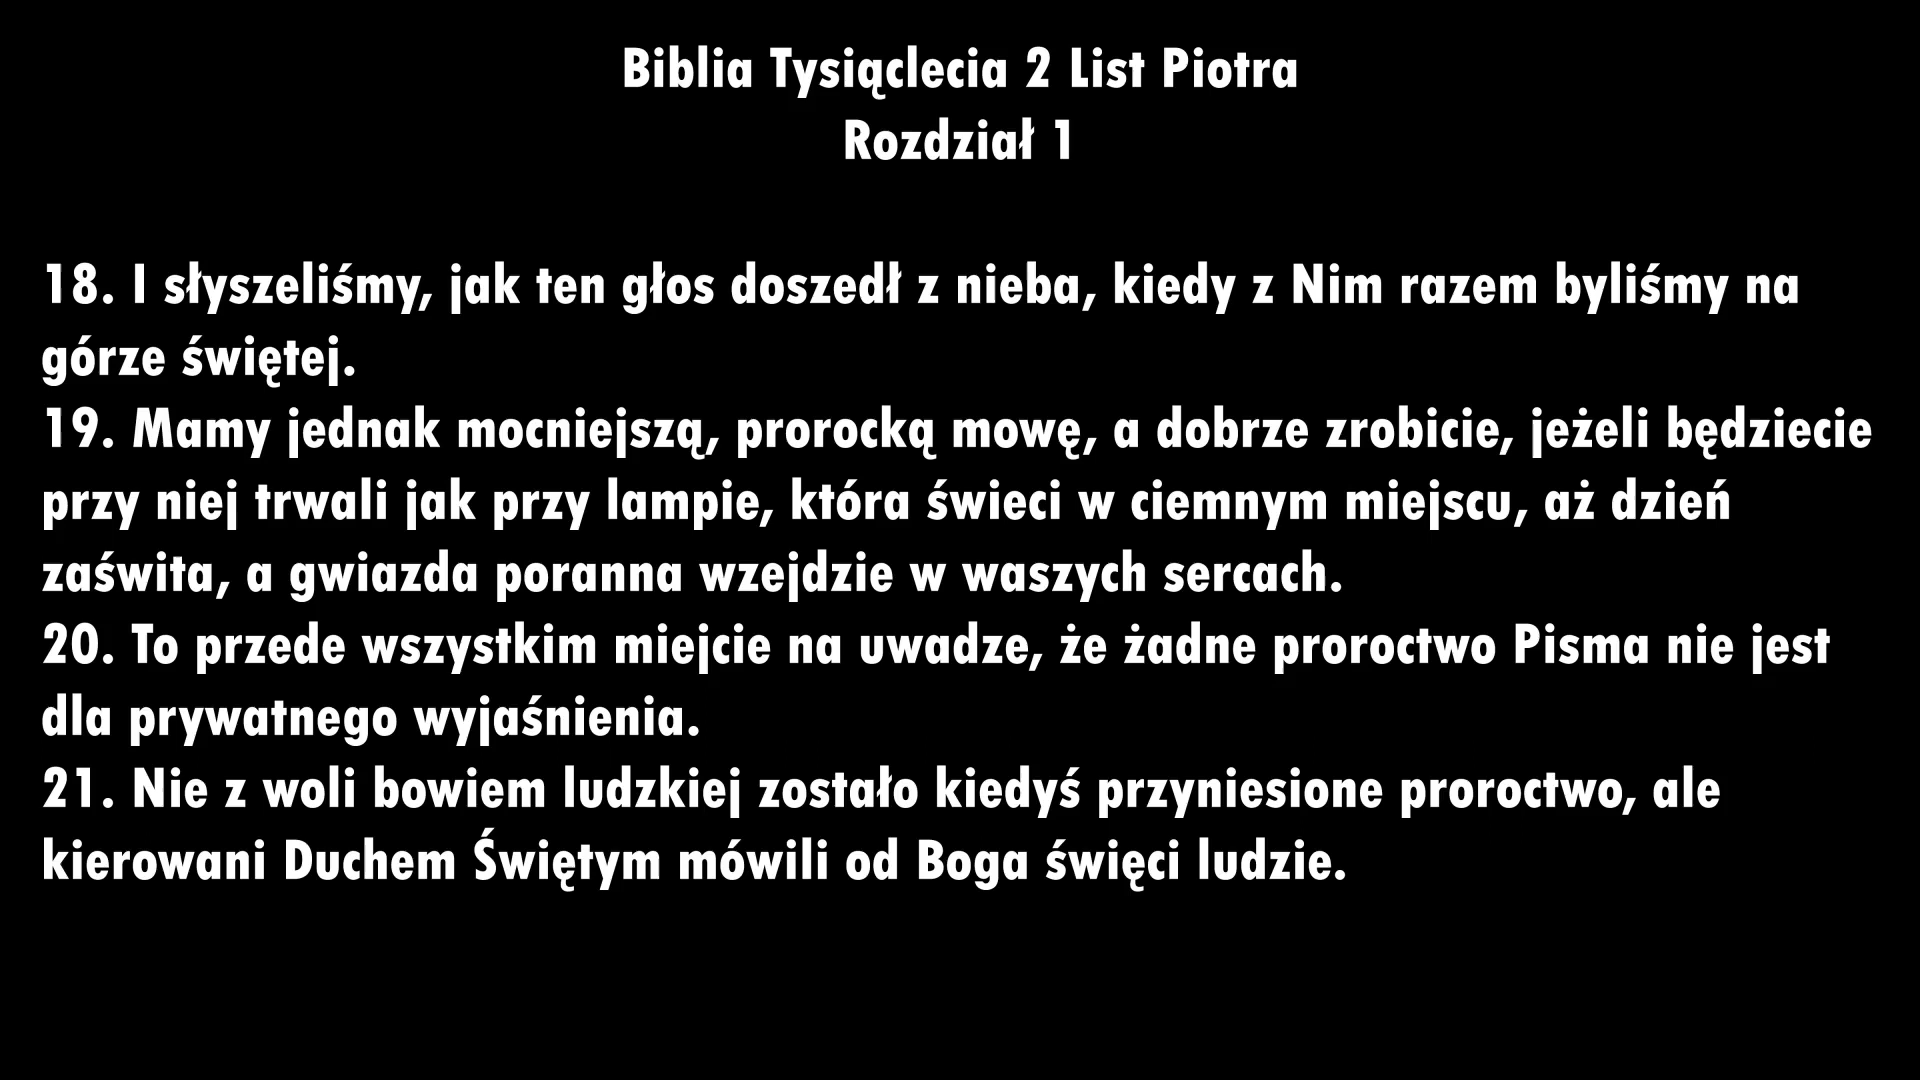 Biblia Tysiąclecia 2 List Piotra
Rozdział 1
18. I słyszeliśmy, jak ten głos doszedł z nieba, kiedy z Nim razem byliśmy na
górze świętej.
19. Mamy jednak mocniejszą, prorocką mowę, a dobrze zrobicie, jeżeli będziecie
przy niej trwali jak przy lampie, która świeci w ciemnym miejscu, aż dzień
zaświta, a gwiazda poranna wzejdzie w waszych sercach.
20. To przede wszystkim miejcie na uwadze, że żadne proroctwo Pisma nie jest
dla prywatnego wyjaśnienia.
21. Nie z woli bowiem ludzkiej zostało kiedyś przyniesione proroctwo, ale
kierowani Duchem Świętym mówili od Boga święci ludzie.